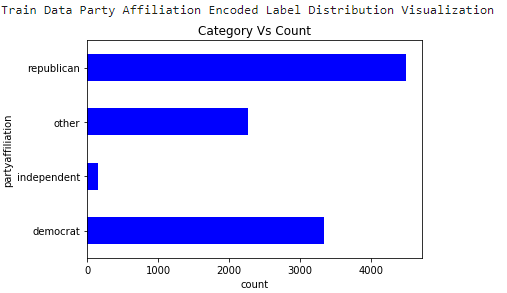 Train Data Party Affiliation Encoded Label Distribution Visualization
Category Vs Count
republican
other
independent
democrat
partyaffiliation
0 1000 2000 3000 4000
count